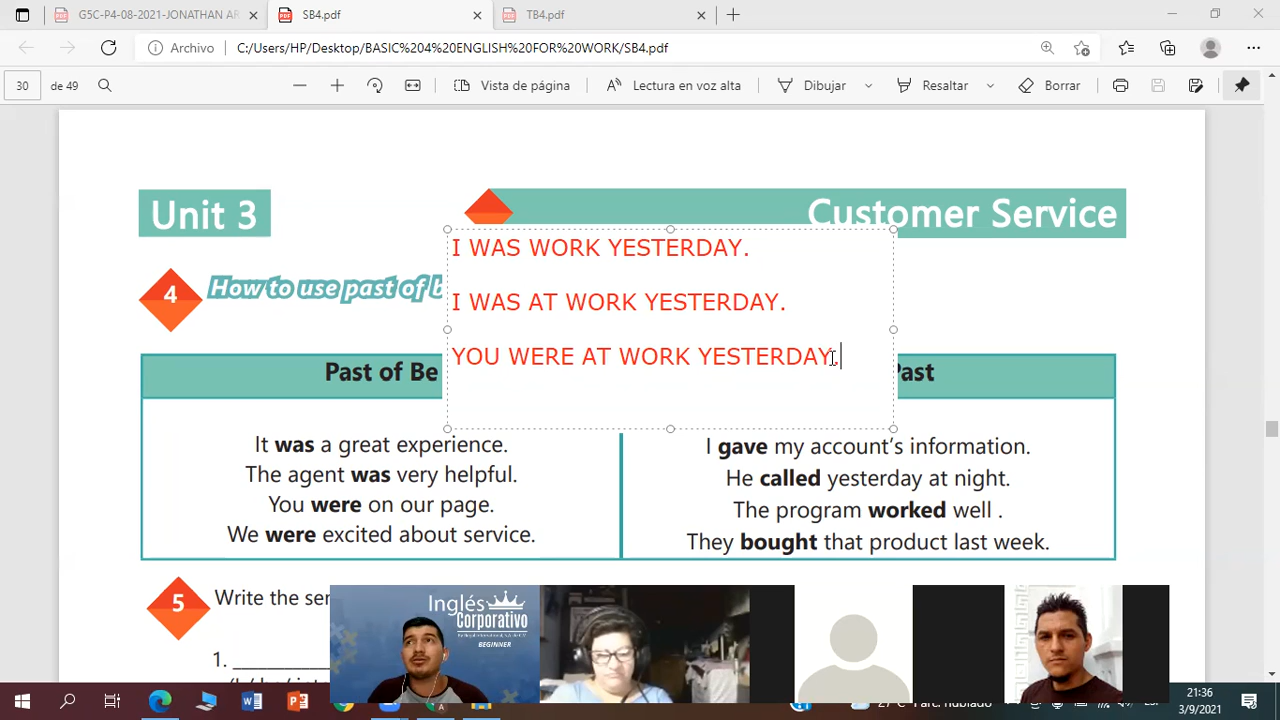 G5C-P4-08-2021-JONATHAN AR
SB4.pdf
TB4.pdf
Archivo
C:/Users/HP/Desktop/BASIC%204%20ENGLISH%20FOR%20WORK/SB4.pdf
30
de 49
Vista de página
Lectura en voz alta
Dibujar
Resaltar
Borrar
Unit 3
Customer Service
I WAS WORK YESTERDAY.
4
How to use past of
I WAS AT WORK YESTERDAY.
YOU WERE AT WORK YESTERDAY.
Past of Be
Past
It was a great experience.
The agent was very helpful.
You were on our page.
We were excited about service.
I gave my account's information.
He called yesterday at night.
The program worked well .
They bought that product last week.
5
Write the
1.
Inglés
Corporativo
BEGINNER
21:36
3/9/2021